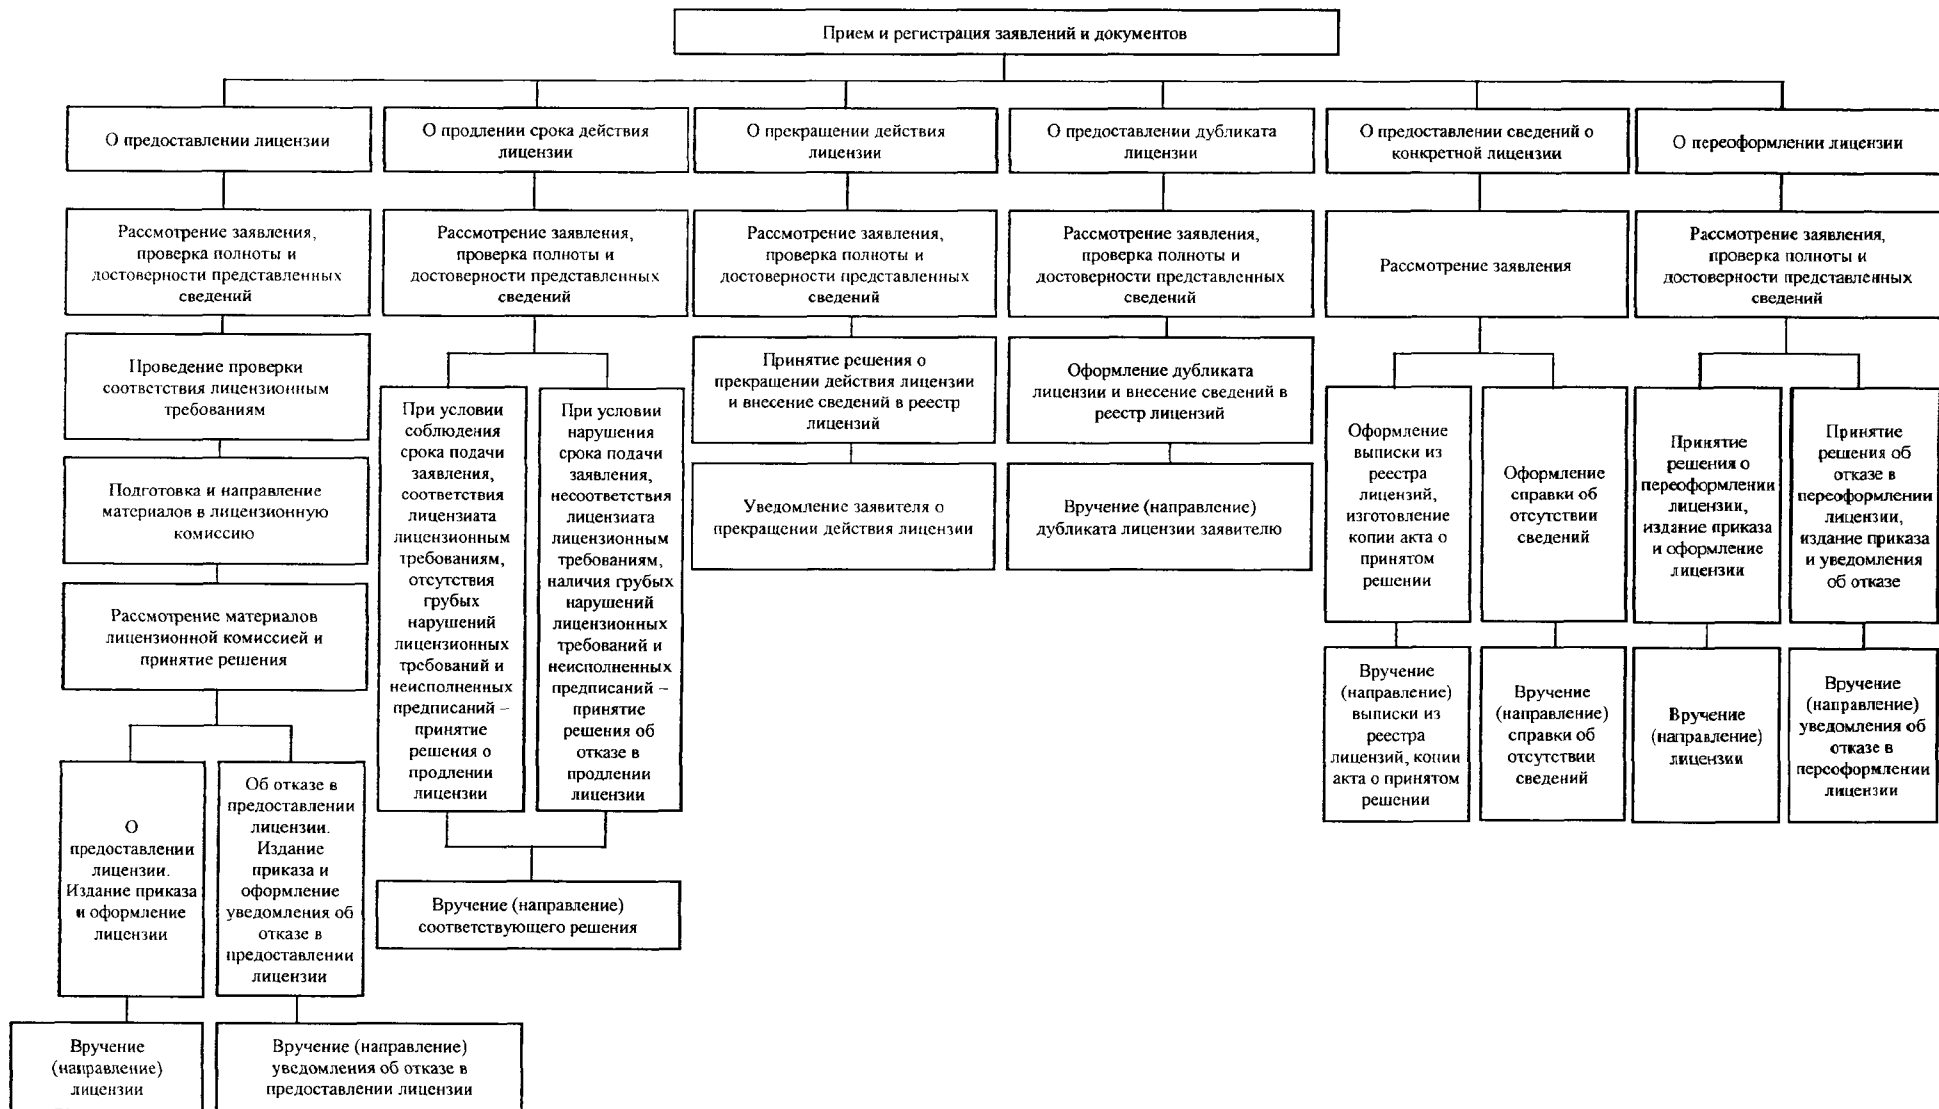 Прием и регистрация заявлений и документов
О предоставлении лицензии
О продлении срока действия
лицензии
О прекращении действия
лицензии
О предоставлении дубликата
лицензии
О предоставлении сведений о
конкретной лицензии
О переоформлении лицензии
Рассмотрение заявления,
проверка полноты и
достоверности представленных
сведений
Рассмотрение заявления,
проверка полноты и
достоверности представленных
сведений
Рассмотрение заявления,
проверка полноты и
достоверности представленных
сведений
Рассмотрение заявления,
проверка полноты и
достоверности представленных
сведений
Рассмотрение заявления
Рассмотрение заявления,
проверка полноты и
достоверности представленных
сведений
Проведение проверки
соответствия лицензионным
требованиям
Подготовка и направление
материалов в лицензионную
комиссию
Рассмотрение материалов
лицензионной комиссией и
принятие решения
О
предоставлении
лицензии.
Издание приказа
и оформление
лицензии
Об отказе в
предоставлении
лицензии.
Издание
приказа и
оформление
уведомления об
отказе в
предоставлении
лицензии
Вручение
(направление)
лицензии
Вручение (направление)
уведомления об отказе в
предоставлении лицензии
При условии
соблюдения
срока подачи
заявления,
соответствия
лицензиата
лицензионным
требованиям,
отсутствия
грубых
нарушений
лицензионных
требований и
неисполненных
предписаний –
принятие
решения о
продлении
лицензии
При условии
нарушения
срока подачи
заявления,
несоответствия
лицензиата
лицензионным
требованиям,
наличия грубых
нарушений
лицензионных
требований и
неисполненных
предписаний –
принятие
решения об
отказе в
продлении
лицензии
Вручение (направление)
соответствующего решения
Принятие решения о
прекращении действия лицензии
и внесение сведений в реестр
лицензий
Уведомление заявителя о
прекращении действия лицензии
Оформление дубликата
лицензии и внесение сведений в
реестр лицензий
Вручение (направление)
дубликата лицензии заявителю
Оформление
выписки из
реестра
лицензий,
изготовление
копии акта о
принятом
решении
Оформление
справки об
отсутствии
сведений
Вручение
(направление)
выписки из
реестра
лицензий, копии
акта о принятом
решении
Вручение
(направление)
справки об
отсутствии
сведений
Принятие
решения о
переоформлении
лицензии,
издание приказа
и оформление
лицензии
Принятие
решения об
отказе в
переоформлении
лицензии,
издание приказа
и уведомления
об отказе
Вручение
(направление)
лицензии
Вручение
(направление)
уведомления об
отказе в
переоформлении
лицензии